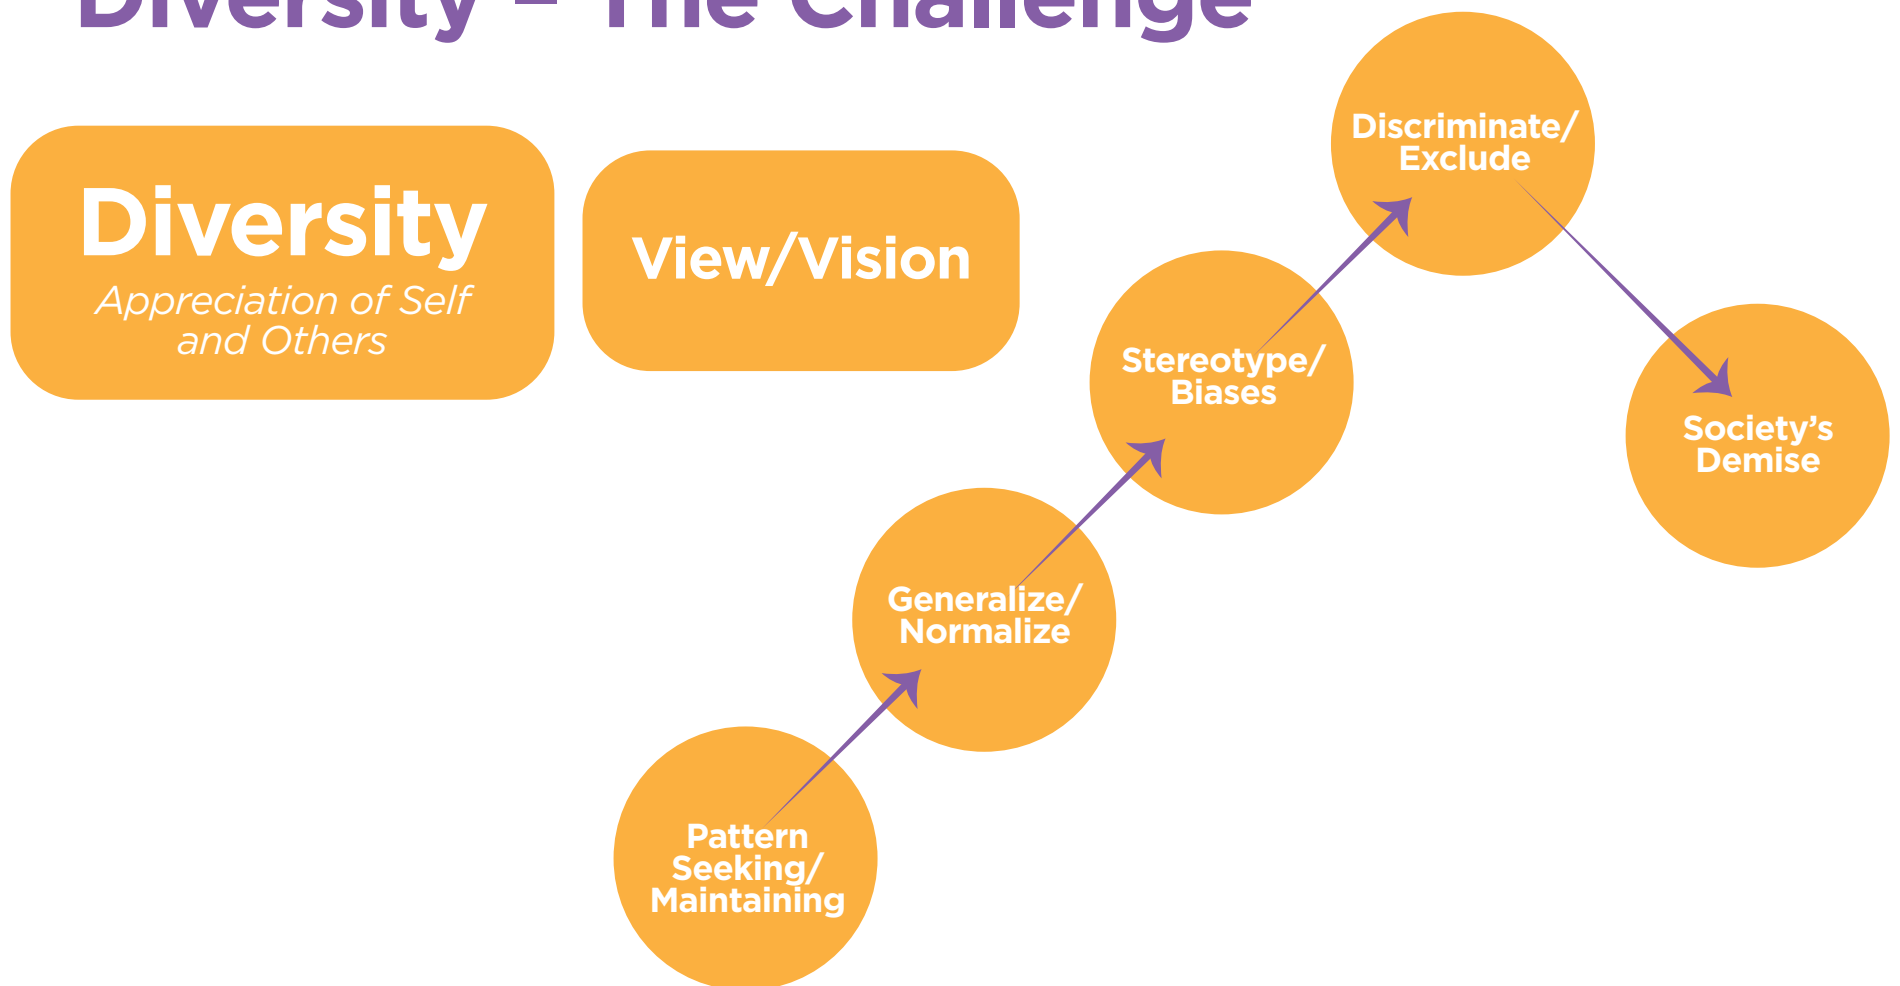 Diversity – The Challenge
Diversity
Appreciation of Self
and Others
View/Vision
Discriminate/
Exclude
Stereotype/
Biases
Society’s
Demise
Generalize/
Normalize
Pattern
Seeking/
Maintaining